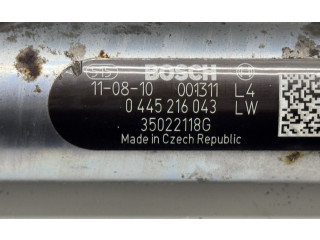 BOSCH
11-08-10 001311 L4
0 445 216 043 LW
35022118G
Made in Czech Republic